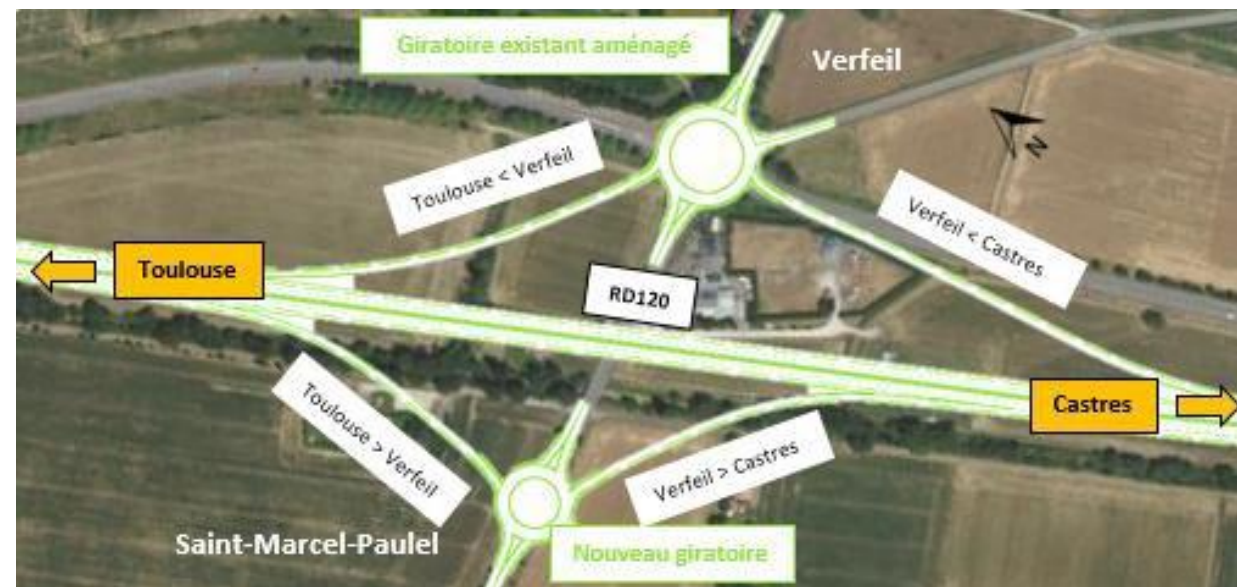 Giratoire existant aménagé
Verfeil
N
Toulouse < Verfeil
Verfeil < Castres
Toulouse
RD120
Castres
Toulouse > Verfeil
Verfeil > Castres
Saint-Marcel-Paulel
Nouveau giratoire